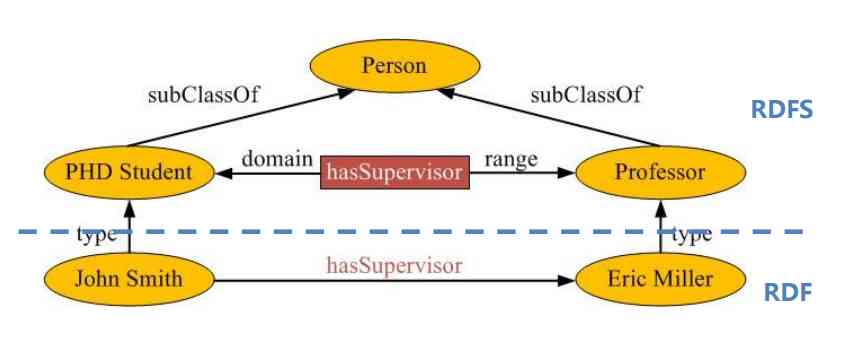 Person
subClassOf
subClassOf
RDFS
PHD Student
domain
hasSupervisor
range
Professor
type
type
John Smith
hasSupervisor
Eric Miller
RDF